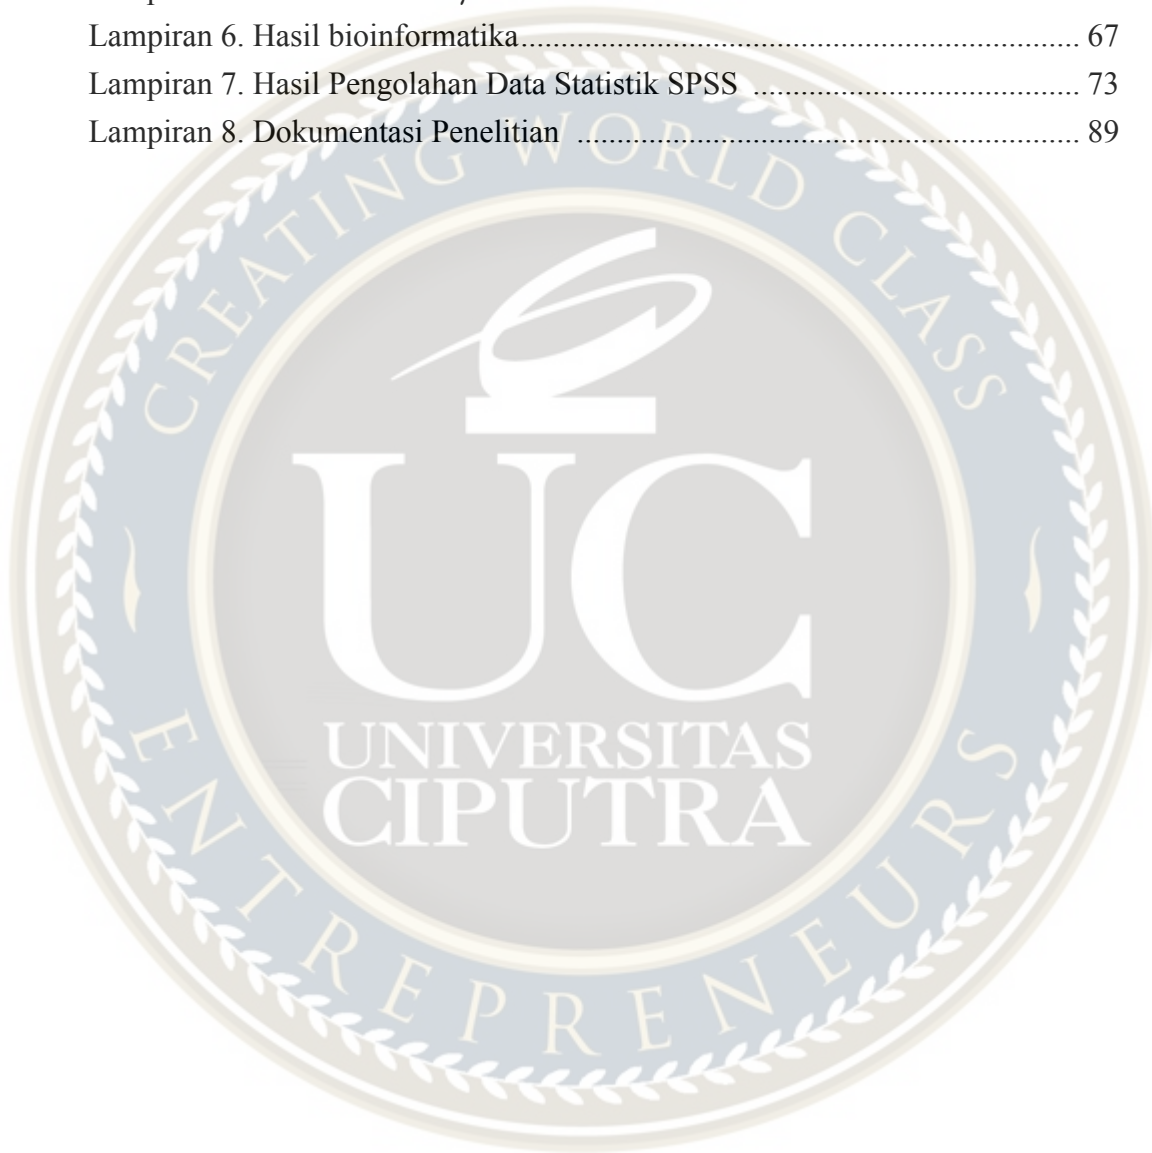 Lampiran 6. Hasil bioinformatika........................................................................ 67
Lampiran 7. Hasil Pengolahan Data Statistik SPSS .......................................... 73
Lampiran 8. Dokumentasi Penelitian ................................................................. 89
CREATING WORLD CLASS
UC
UNIVERSITAS
CIPUTRA
ENTREPRENEURS